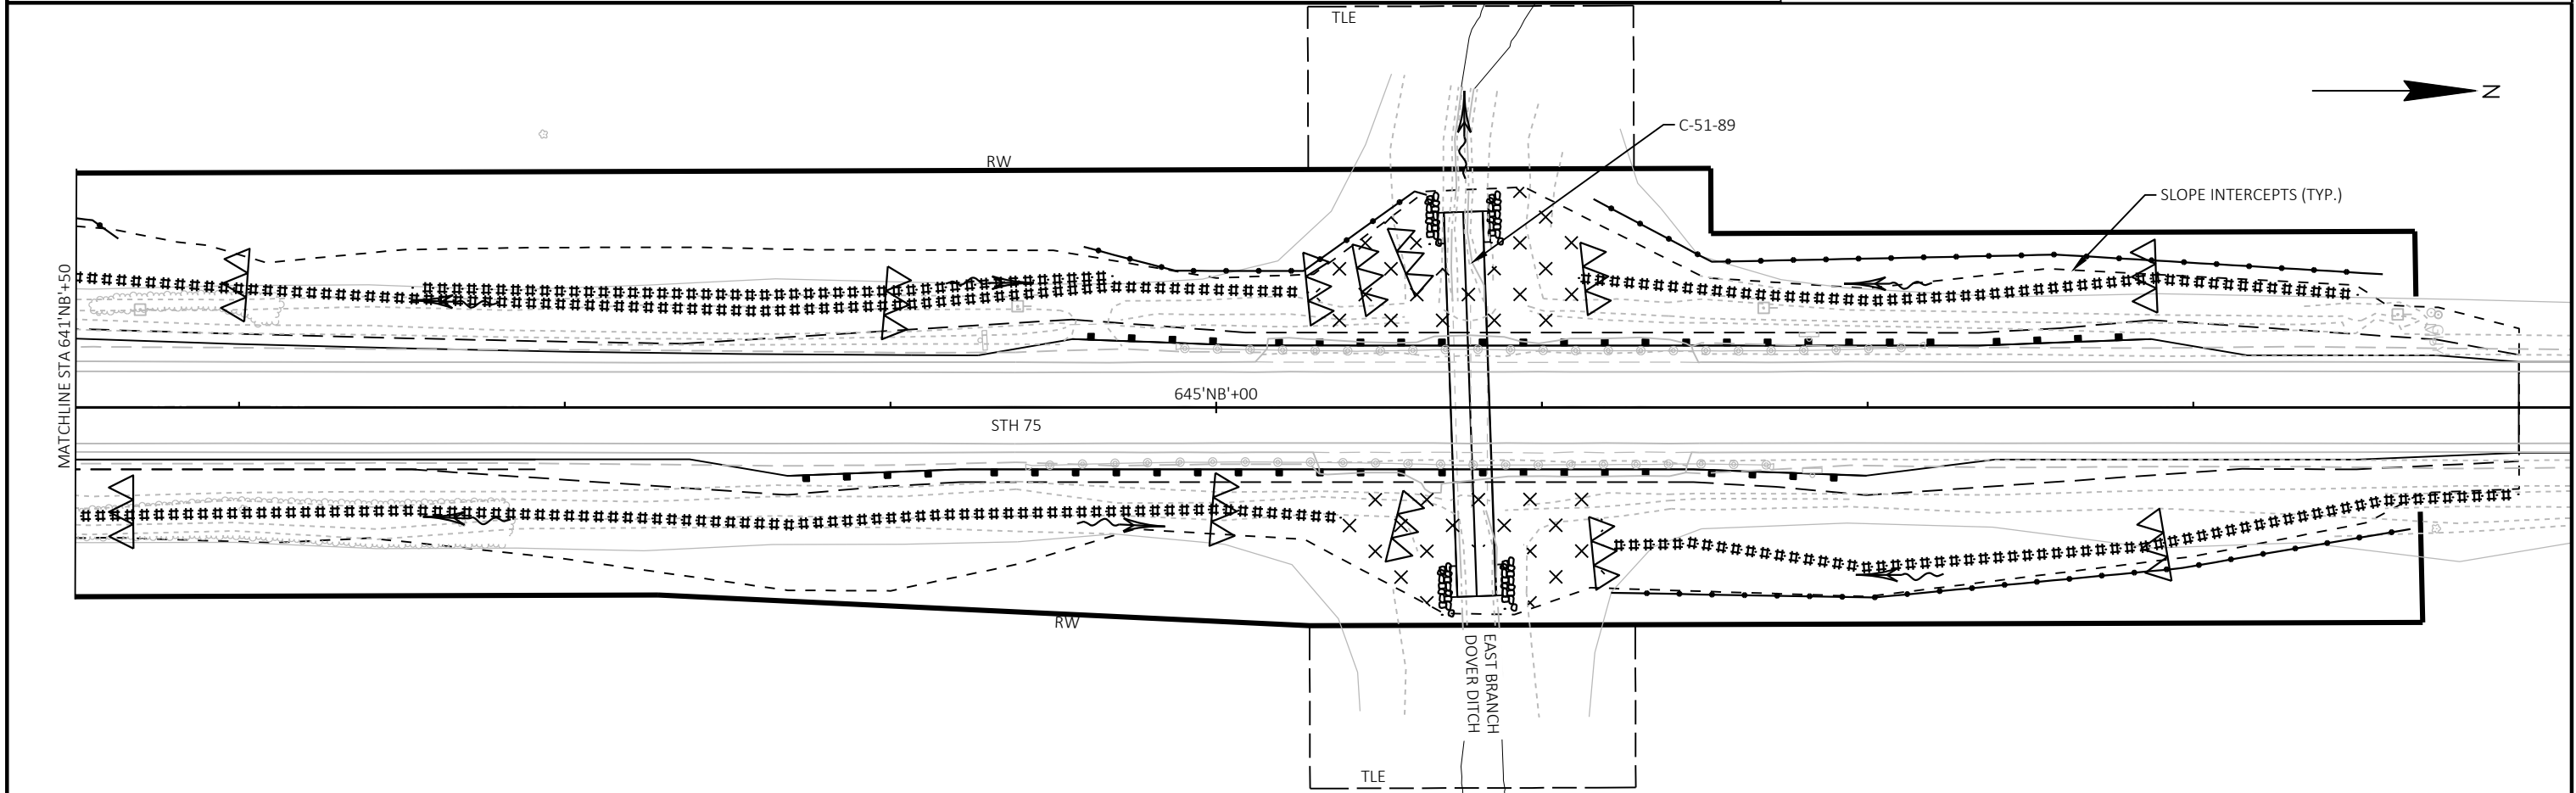 TLE
N
C-51-89
RW
SLOPE INTERCEPTS (TYP.)
MATCHLINE STA 641'NB'+50
645'NB'+00
STH 75
RW
EAST BRANCH
DOVER DITCH
TLE